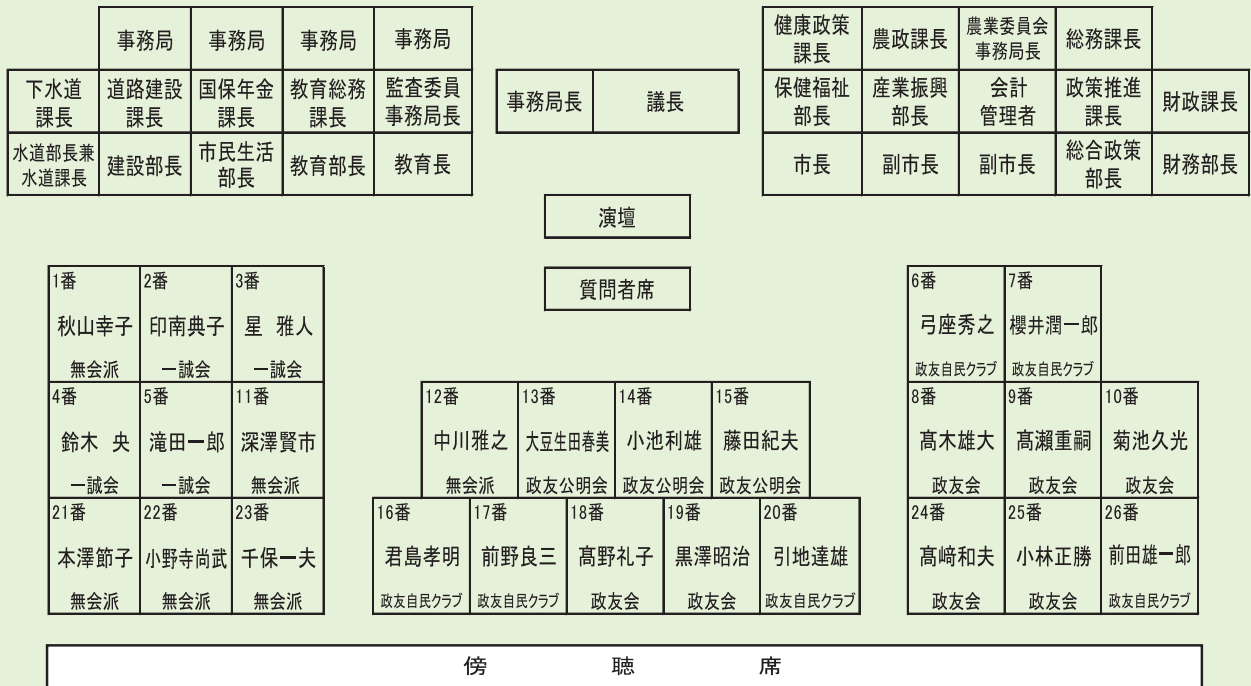 事務局
事務局
事務局
事務局
下水道
課長
道路建設
課長
国保年金
課長
教育総務
課長
監査委員
事務局長
水道部長兼
水道課長
建設部長
市民生活
部長
教育部長
教育長
事務局長
議長
健康政策
課長
農政課長
農業委員会
事務局長
総務課長
保健福祉
部長
産業振興
部長
会計
管理者
政策推進
課長
財政課長
市長
副市長
副市長
総合政策
部長
財務部長
演壇
質問者席
1番
秋山幸子
無会派
2番
印南典子
一誠会
3番
星 雅人
一誠会
4番
鈴木 央
一誠会
5番
滝田一郎
一誠会
11番
深澤賢市
無会派
21番
本澤節子
無会派
22番
小野寺尚武
無会派
23番
千保一夫
無会派
12番
中川雅之
無会派
13番
大豆生田春美
政友公明会
14番
小池利雄
政友公明会
15番
藤田紀夫
政友公明会
16番
君島孝明
政友自民クラブ
17番
前野良三
政友自民クラブ
18番
髙野礼子
政友会
19番
黒澤昭治
政友会
20番
引地達雄
政友自民クラブ
6番
弓座秀之
政友自民クラブ
7番
櫻井潤一郎
政友自民クラブ
8番
髙木雄大
政友会
9番
髙瀨重嗣
政友会
10番
菊池久光
政友会
24番
髙﨑和夫
政友会
25番
小林正勝
政友会
26番
前田雄一郎
政友自民クラブ
傍聴席